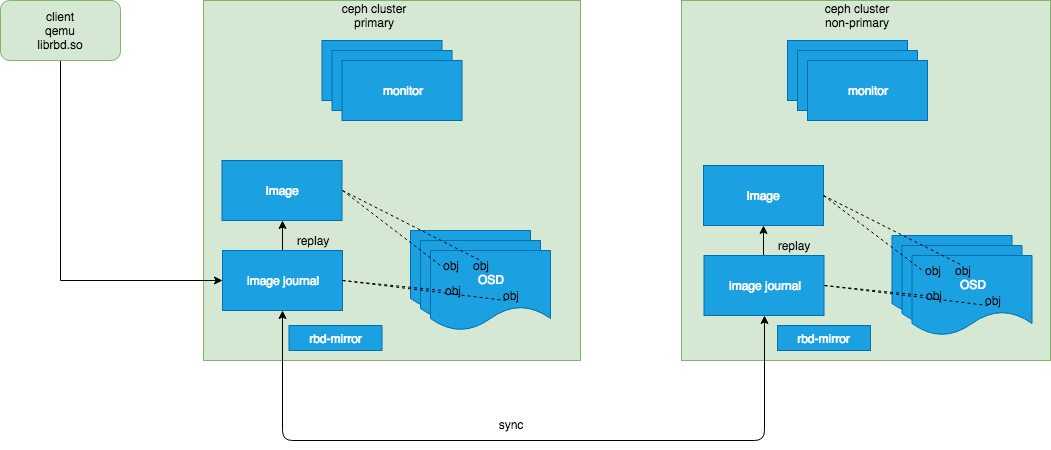 client
qemu
librbd.so
ceph cluster
primary
monitor
Image
replay
image journal
obj
obj
OSD
obj
obj
rbd-mirror
ceph cluster
non-primary
monitor
Image
replay
image journal
obj
obj
OSD
obj
obj
rbd-mirror
sync